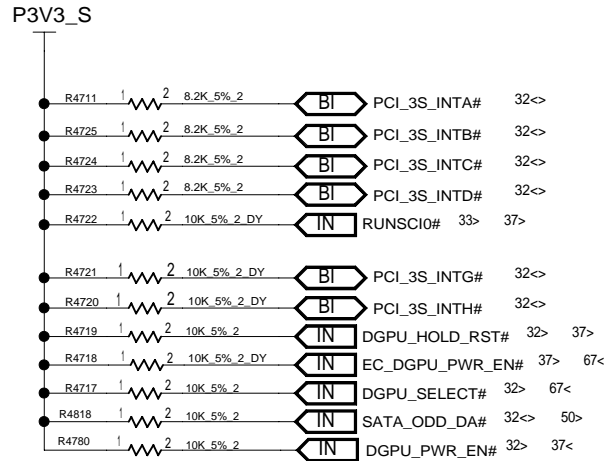 P3V3_S
R4711 1 2 8.2K_5%_2 BI PCI_3S_INTA# 32<>
R4725 1 2 8.2K_5%_2 BI PCI_3S_INTB# 32<>
R4724 1 2 8.2K_5%_2 BI PCI_3S_INTC# 32<>
R4723 1 2 8.2K_5%_2 BI PCI_3S_INTD# 32<>
R4722 1 2 10K_5%_2_DY IN RUNSCI0# 33> 37>
R4721 1 2 10K_5%_2_DY BI PCI_3S_INTG# 32<>
R4720 1 2 10K_5%_2_DY BI PCI_3S_INTH# 32<>
R4719 1 2 10K_5%_2 IN DGPU_HOLD_RST# 32> 37>
R4718 1 2 10K_5%_2_DY IN EC_DGPU_PWR_EN# 37> 67<
R4717 1 2 10K_5%_2 IN DGPU_SELECT# 32> 67<
R4818 1 2 10K_5%_2 IN SATA_ODD_DA# 32<> 50>
R4780 1 2 10K_5%_2 IN DGPU_PWR_EN# 32> 37<